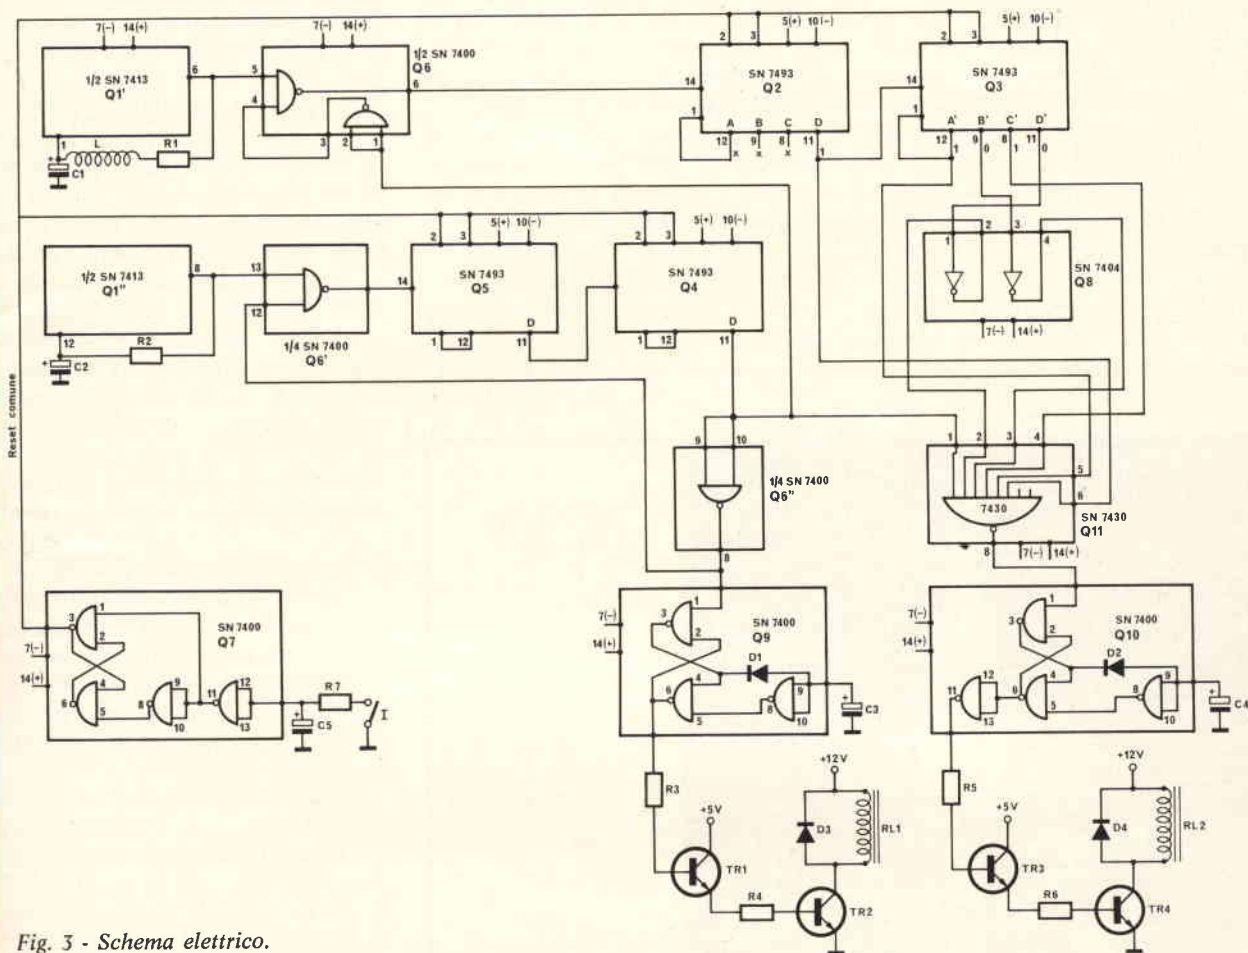 7(-) 14(+)
1/2 SN 7413
Q1'
6
1
L
R1
+
C1
7(-) 14(+)
1/2 SN 7400
Q6
5
4
6
3
2
1
2
3
5(+) 10(-)
SN 7493
Q2
14
1
A B C D
12 9 8 11
x x x 1
2
3
5(+) 10(-)
SN 7493
Q3
14
1
A' B' C' D'
12 9 8 11
1 0 1 0
1/2 SN 7413
Q1"
8
12
R2
+
C2
13
12
1/4 SN 7400
Q6'
2
3
5(+) 10(-)
SN 7493
Q5
14
D
1 12 11
2
3
5(+) 10(-)
SN 7493
Q4
D
1 12 11
1
2
3
4
SN 7404
Q8
7(-) 14(+)
Reset comune
9
10
1/4 SN 7400
Q6"
8
1
2
3
4
5
6
7430
SN 7430
Q11
8
7(-) 14(+)
SN 7400
Q7
7(-)
14(+)
3
1
2
6
4
5
8
9
10
11
12
13
R7
+
C5
I
SN 7400
Q9
7(-)
14(+)
3
1
2
D1
6
4
5
8
9
10
+
C3
SN 7400
Q10
7(-)
14(+)
3
1
2
D2
11
12
13
6
4
5
8
9
10
+
C4
R3
+5V
TR1
R4
TR2
+12V
D3
RL1
R5
+5V
TR3
R6
TR4
+12V
D4
RL2
Fig. 3 - Schema elettrico.